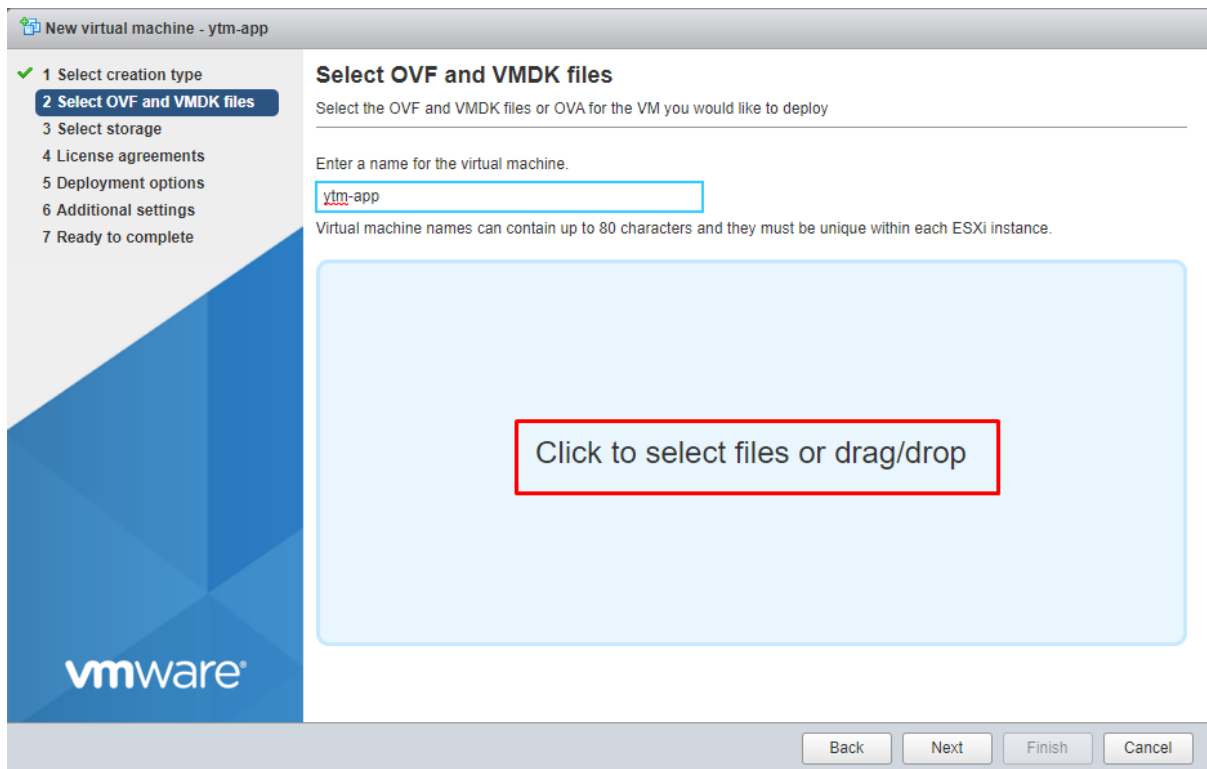 New virtual machine - ytm-app
1 Select creation type
2 Select OVF and VMDK files
3 Select storage
4 License agreements
5 Deployment options
6 Additional settings
7 Ready to complete
vmware®
Select OVF and VMDK files
Select the OVF and VMDK files or OVA for the VM you would like to deploy
Enter a name for the virtual machine.
ytm-app
Virtual machine names can contain up to 80 characters and they must be unique within each ESXi instance.
Click to select files or drag/drop
Back Next Finish Cancel